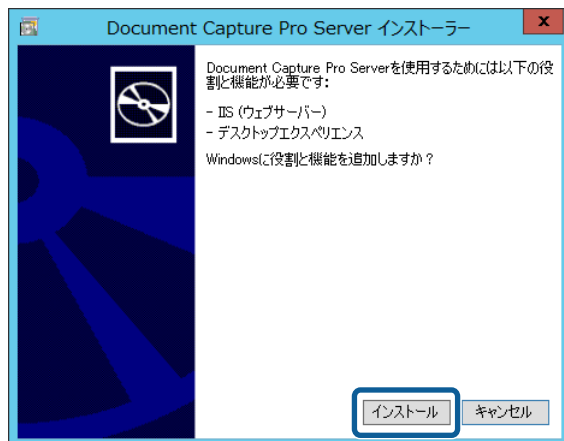 Document Capture Pro Server インストーラー
x
Document Capture Pro Serverを使用するためには以下の役
割と機能が必要です:
- IIS (ウェブサーバー)
- デスクトップエクスペリエンス
Windowsに役割と機能を追加しますか？
インストール キャンセル